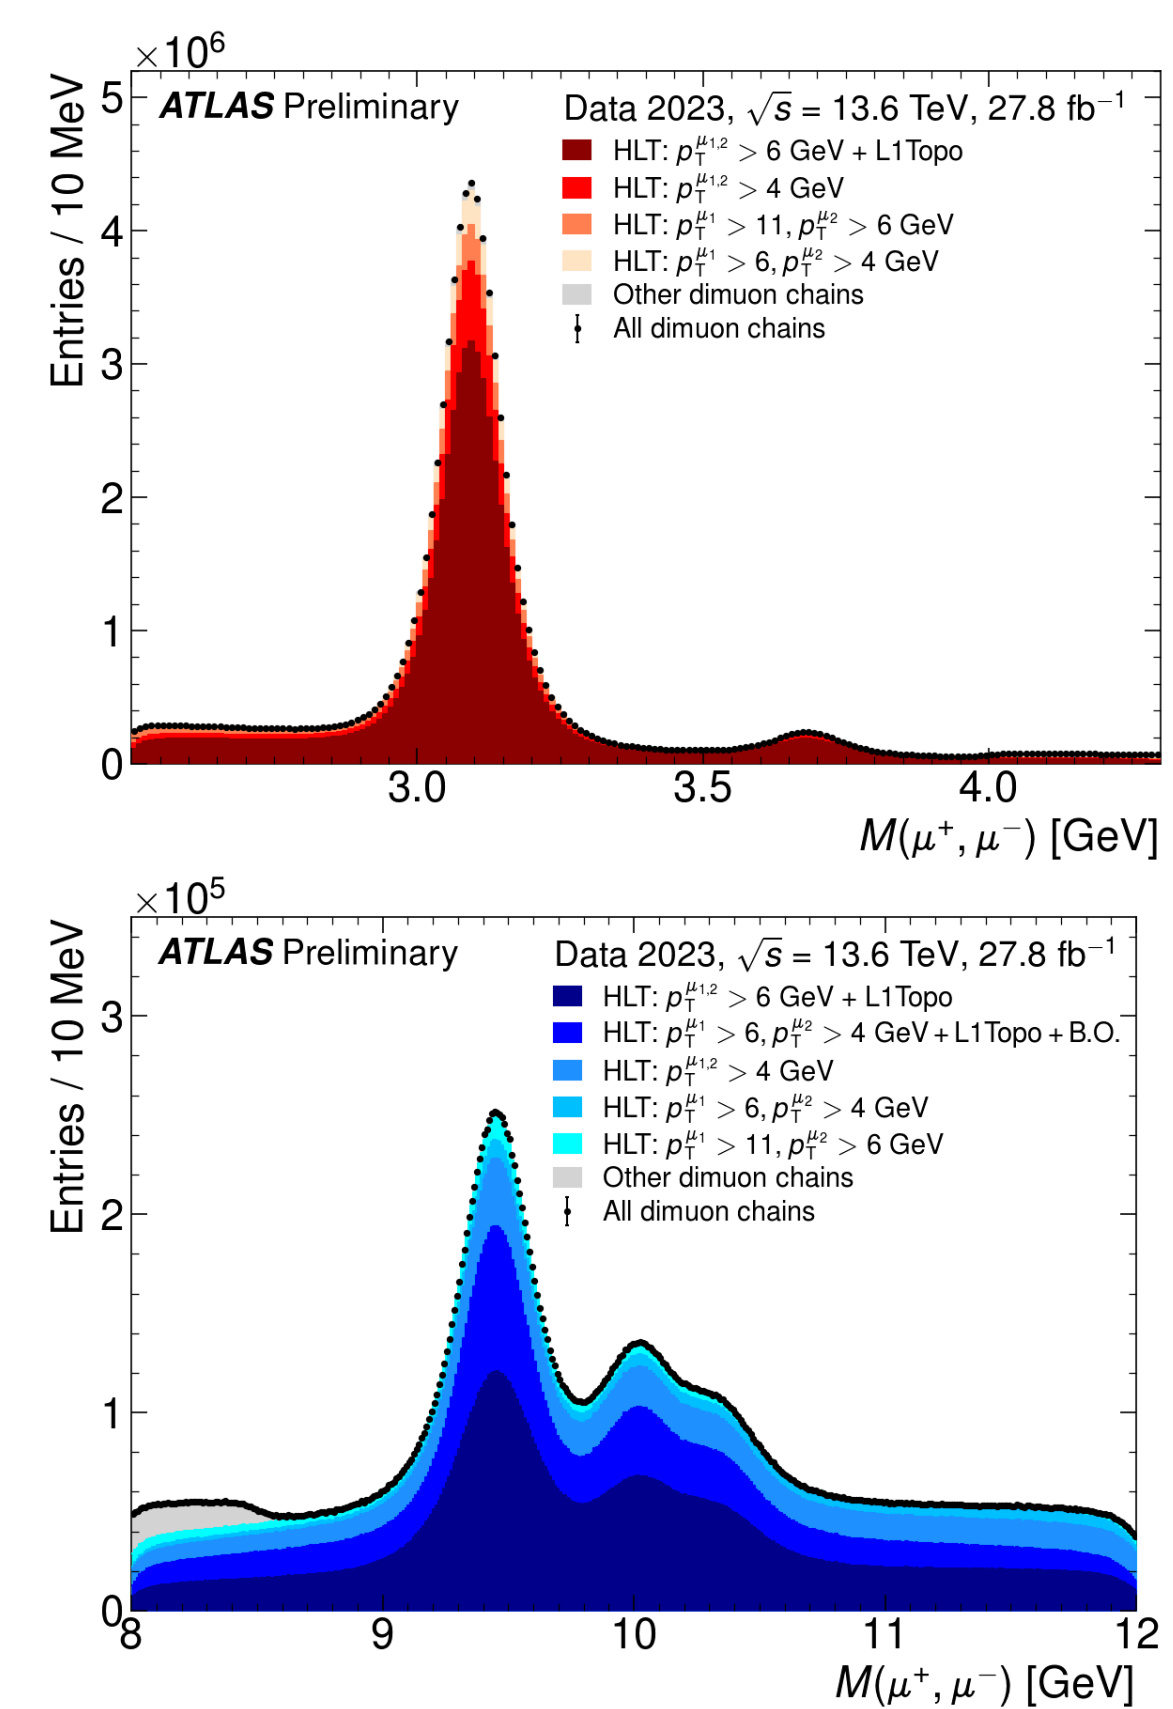 ×10⁶
5
ATLAS Preliminary
Data 2023, √s = 13.6 TeV, 27.8 fb⁻¹
HLT: p_T^μ₁,₂ > 6 GeV + L1Topo
HLT: p_T^μ₁,₂ > 4 GeV
HLT: p_T^μ₁ > 11, p_T^μ₂ > 6 GeV
HLT: p_T^μ₁ > 6, p_T^μ₂ > 4 GeV
Other dimuon chains
All dimuon chains
Entries / 10 MeV
4
3
2
1
0
3.0 3.5 4.0
M(μ⁺, μ⁻) [GeV]
×10⁵
ATLAS Preliminary
Data 2023, √s = 13.6 TeV, 27.8 fb⁻¹
HLT: p_T^μ₁,₂ > 6 GeV + L1Topo
HLT: p_T^μ₁ > 6, p_T^μ₂ > 4 GeV + L1Topo + B.O.
HLT: p_T^μ₁,₂ > 4 GeV
HLT: p_T^μ₁ > 6, p_T^μ₂ > 4 GeV
HLT: p_T^μ₁ > 11, p_T^μ₂ > 6 GeV
Other dimuon chains
All dimuon chains
Entries / 10 MeV
3
2
1
0
8 9 10 11 12
M(μ⁺, μ⁻) [GeV]